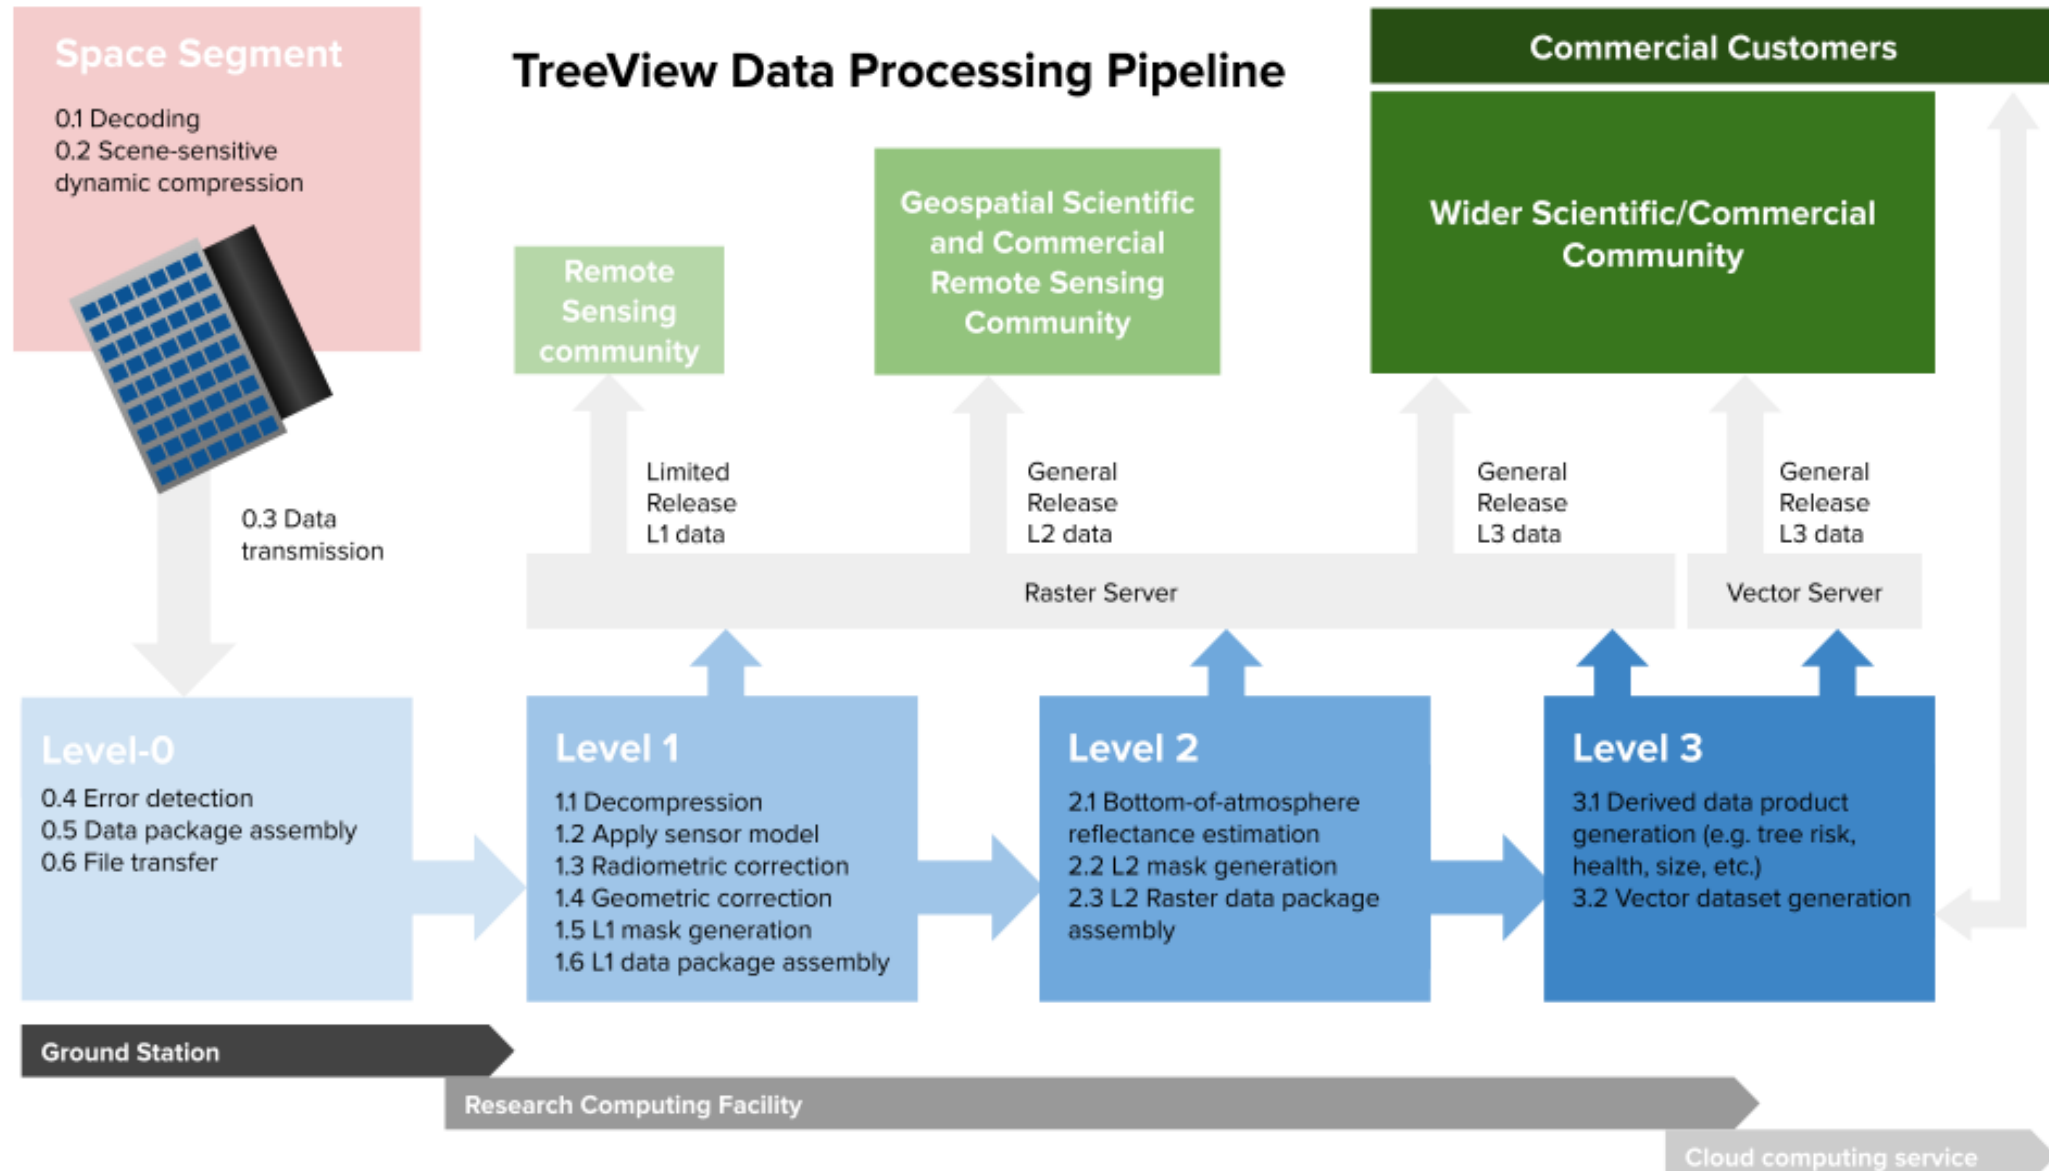 Space Segment
0.1 Decoding
0.2 Scene-sensitive
dynamic compression
TreeView Data Processing Pipeline
Commercial Customers
Wider Scientific/Commercial
Community
Geospatial Scientific
and Commercial
Remote Sensing
Community
Remote
Sensing
community
0.3 Data
transmission
Limited
Release
L1 data
General
Release
L2 data
General
Release
L3 data
General
Release
L3 data
Raster Server
Vector Server
Level-0
0.4 Error detection
0.5 Data package assembly
0.6 File transfer
Level 1
1.1 Decompression
1.2 Apply sensor model
1.3 Radiometric correction
1.4 Geometric correction
1.5 L1 mask generation
1.6 L1 data package assembly
Level 2
2.1 Bottom-of-atmosphere
reflectance estimation
2.2 L2 mask generation
2.3 L2 Raster data package
assembly
Level 3
3.1 Derived data product
generation (e.g. tree risk,
health, size, etc.)
3.2 Vector dataset generation
Ground Station
Research Computing Facility
Cloud computing service